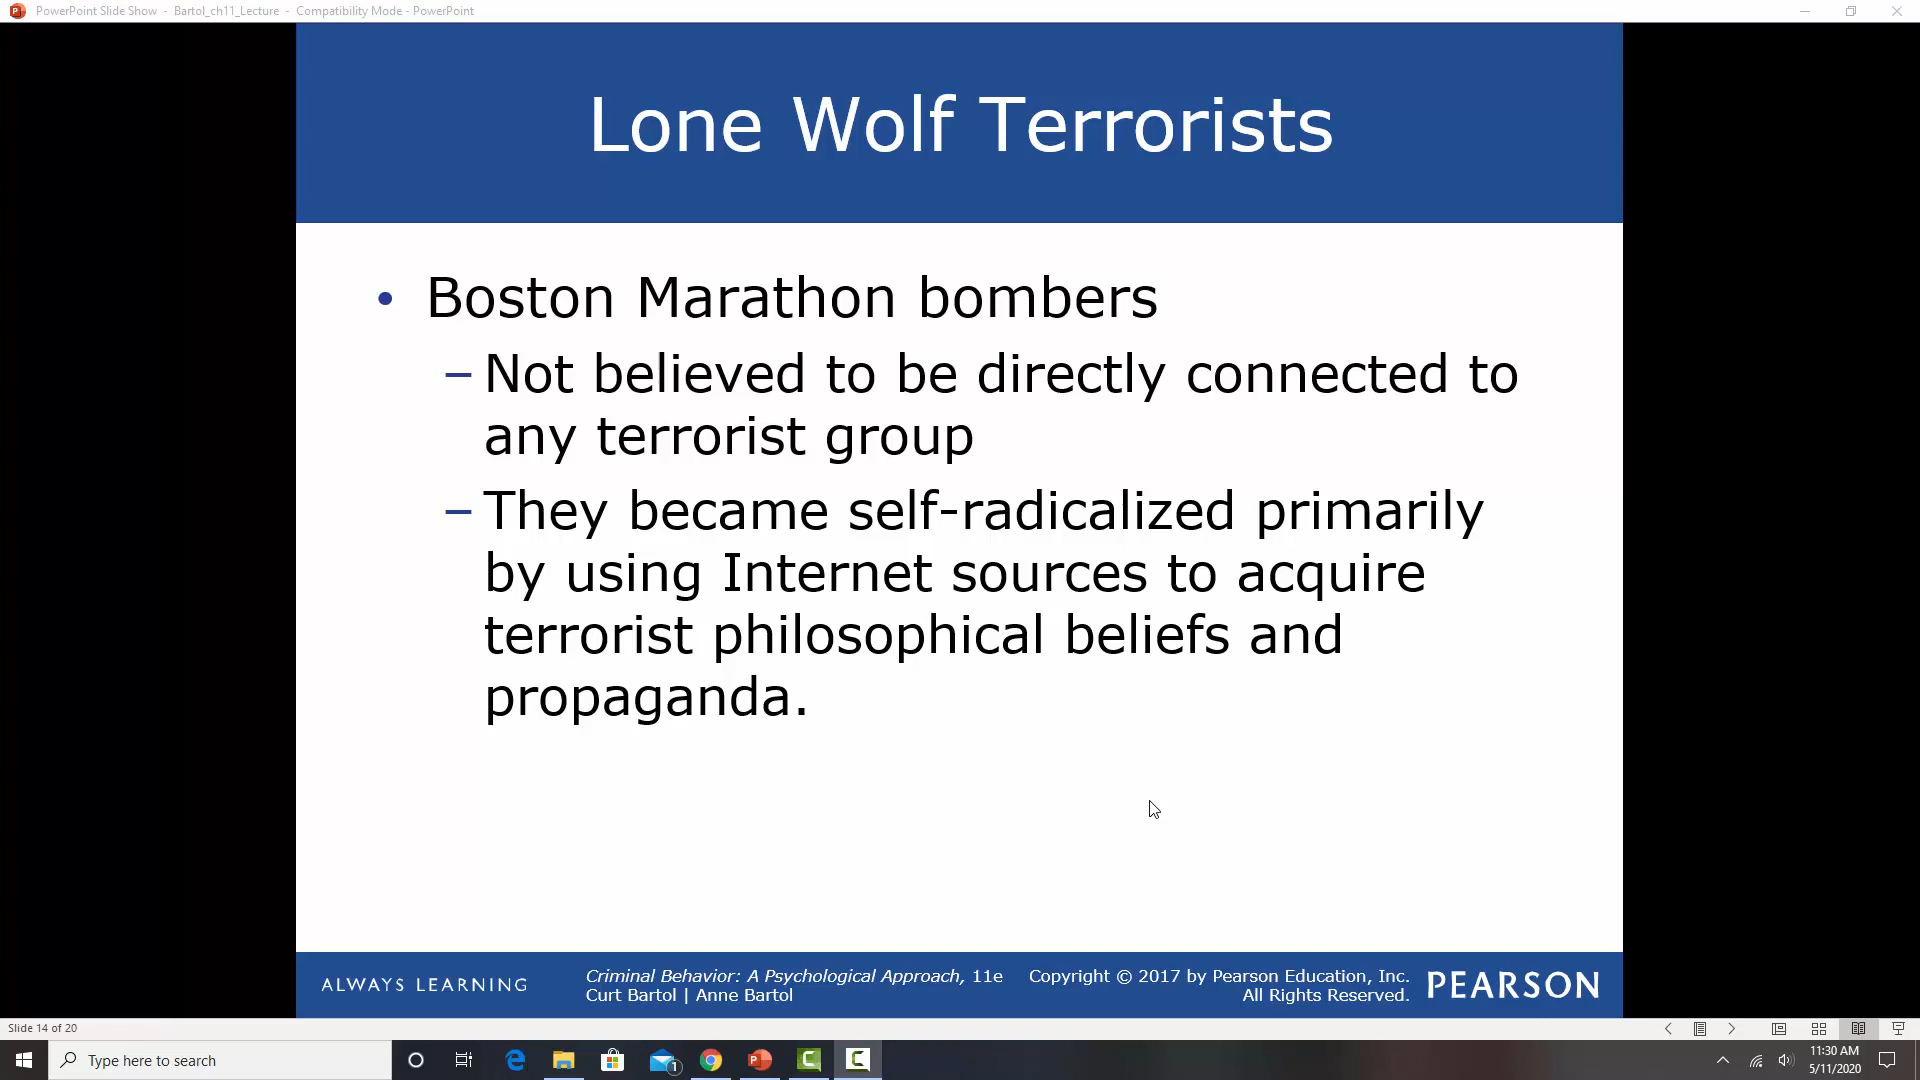 PowerPoint Slide Show - Bartol_ch11_Lecture - Compatibility Mode - PowerPoint
Lone Wolf Terrorists
• Boston Marathon bombers
– Not believed to be directly connected to
any terrorist group
– They became self-radicalized primarily
by using Internet sources to acquire
terrorist philosophical beliefs and
propaganda.
ALWAYS LEARNING
Criminal Behavior: A Psychological Approach, 11e
Curt Bartol | Anne Bartol
Copyright © 2017 by Pearson Education, Inc.
All Rights Reserved.
PEARSON
Slide 14 of 20
Type here to search
1
11:30 AM
5/11/2020